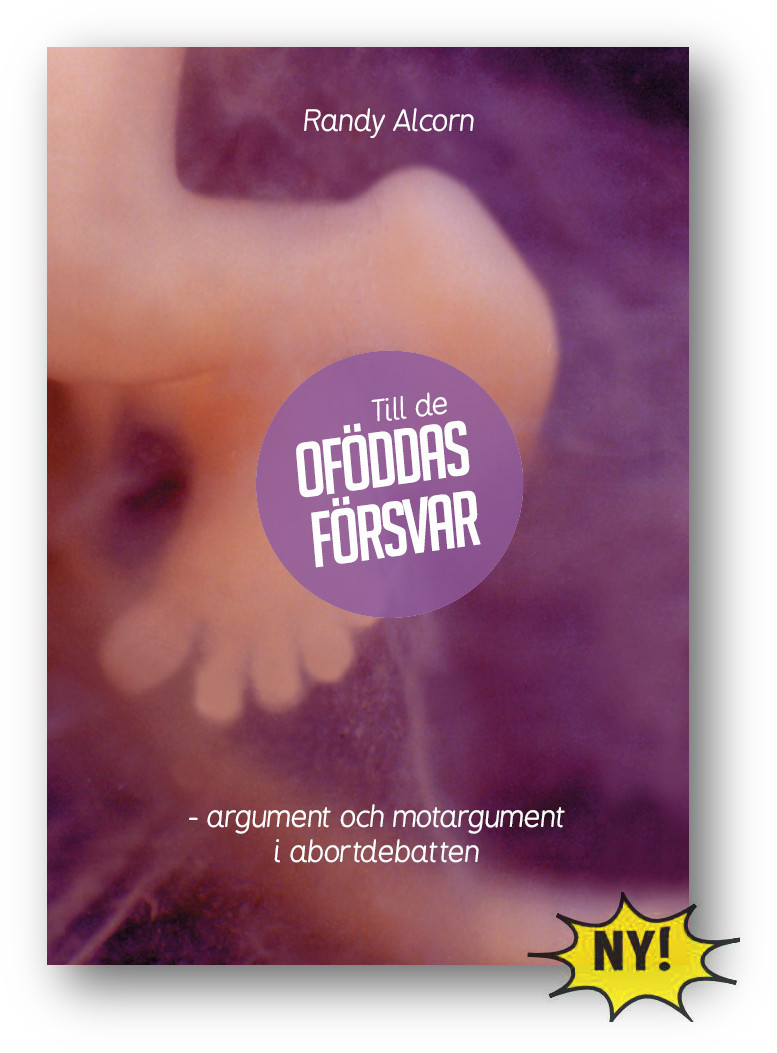 Randy Alcorn
Till de
OFÖDDAS
FÖRSVAR
- argument och motargument
i abortdebatten
NY!